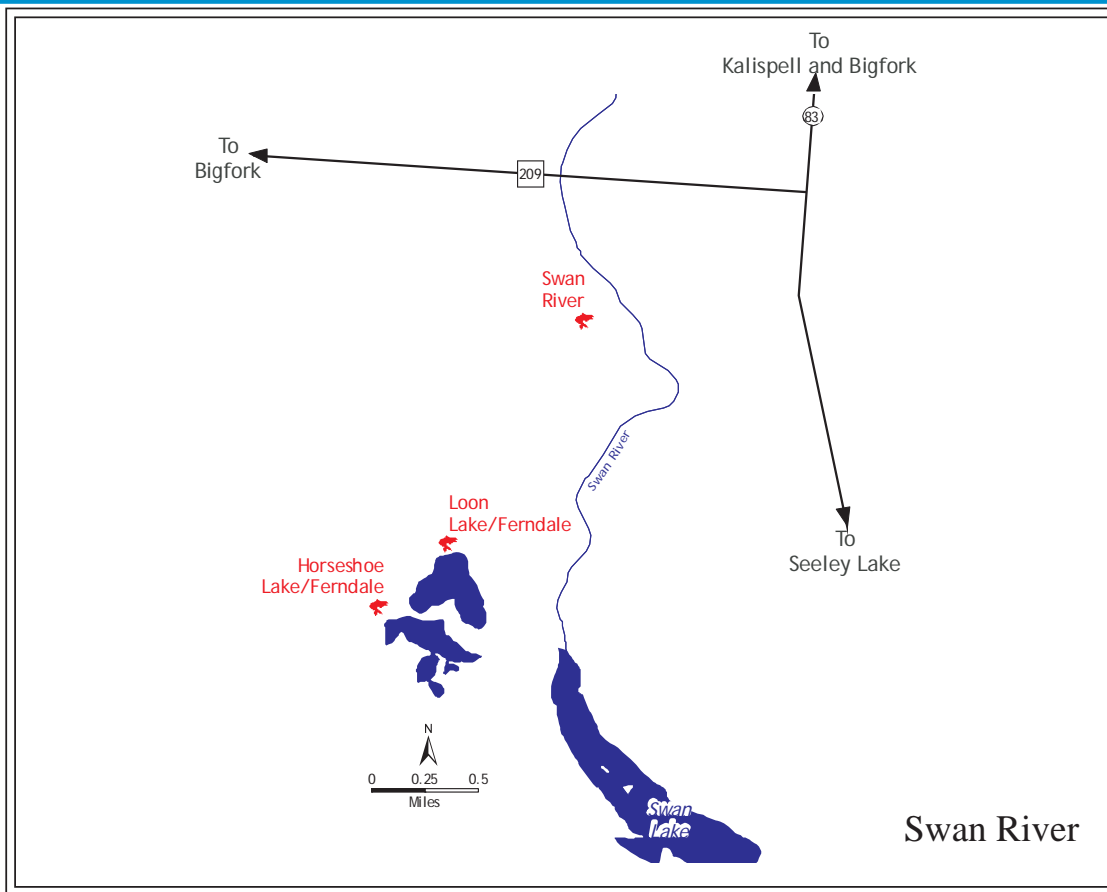 To
Kalispell and Bigfork
83
To
Bigfork
209
Swan
River
Swan River
Loon
Lake/Ferndale
To
Seeley Lake
Horseshoe
Lake/Ferndale
N
0 0.25 0.5
Miles
Swan
Lake
Swan River